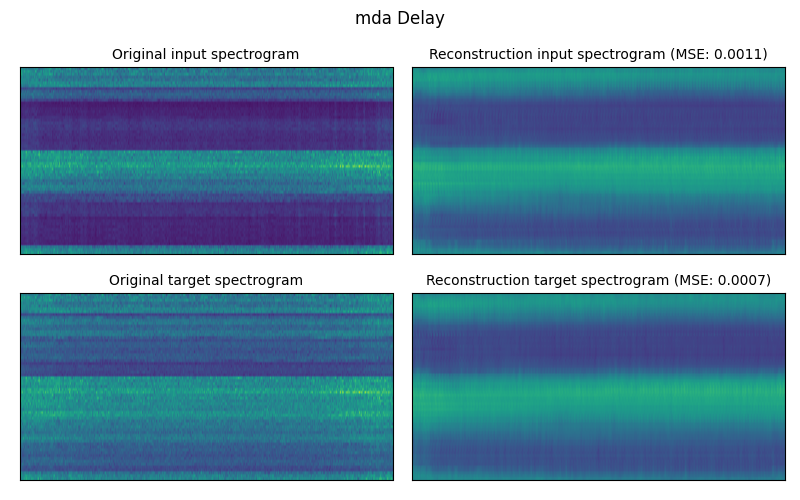 mda Delay
Original input spectrogram
Reconstruction input spectrogram (MSE: 0.0011)
Original target spectrogram
Reconstruction target spectrogram (MSE: 0.0007)